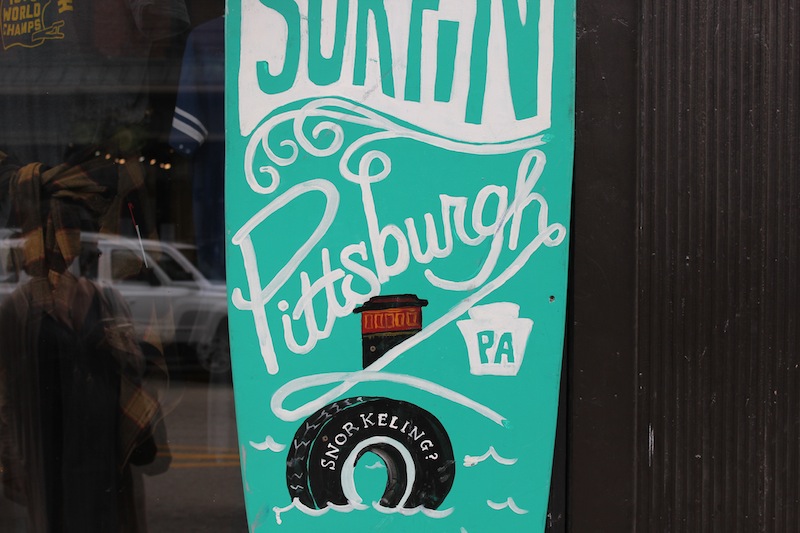 WORLD
CHAMPS
SURFIN
Pittsburgh
PA
SNORKELING?